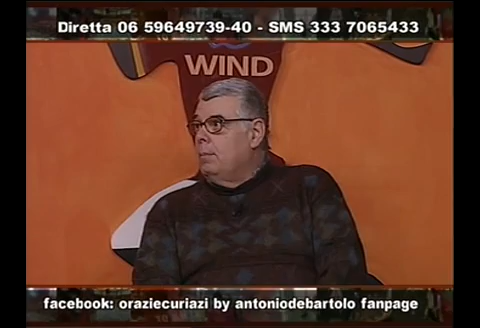 Diretta 06 59649739-40 - SMS 333 7065433
WIND
facebook: oraziecuriazi by antoniodebartolo fanpage